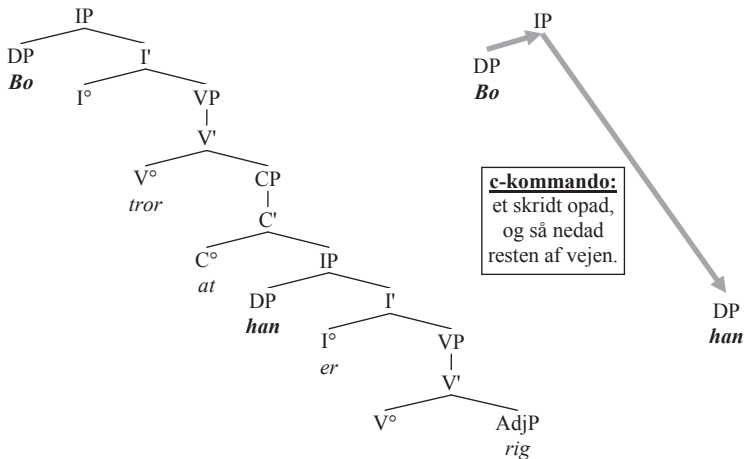 IP
IP
DP
I'
DP
Bo
Bo
I°
VP
V'
V°
CP
c-kommando:
tror
et skridt opad,
C'
og så nedad
C°
IP
resten af vejen.
at
DP
I'
DP
han
han
I°
VP
er
V'
V°
AdjP
rig